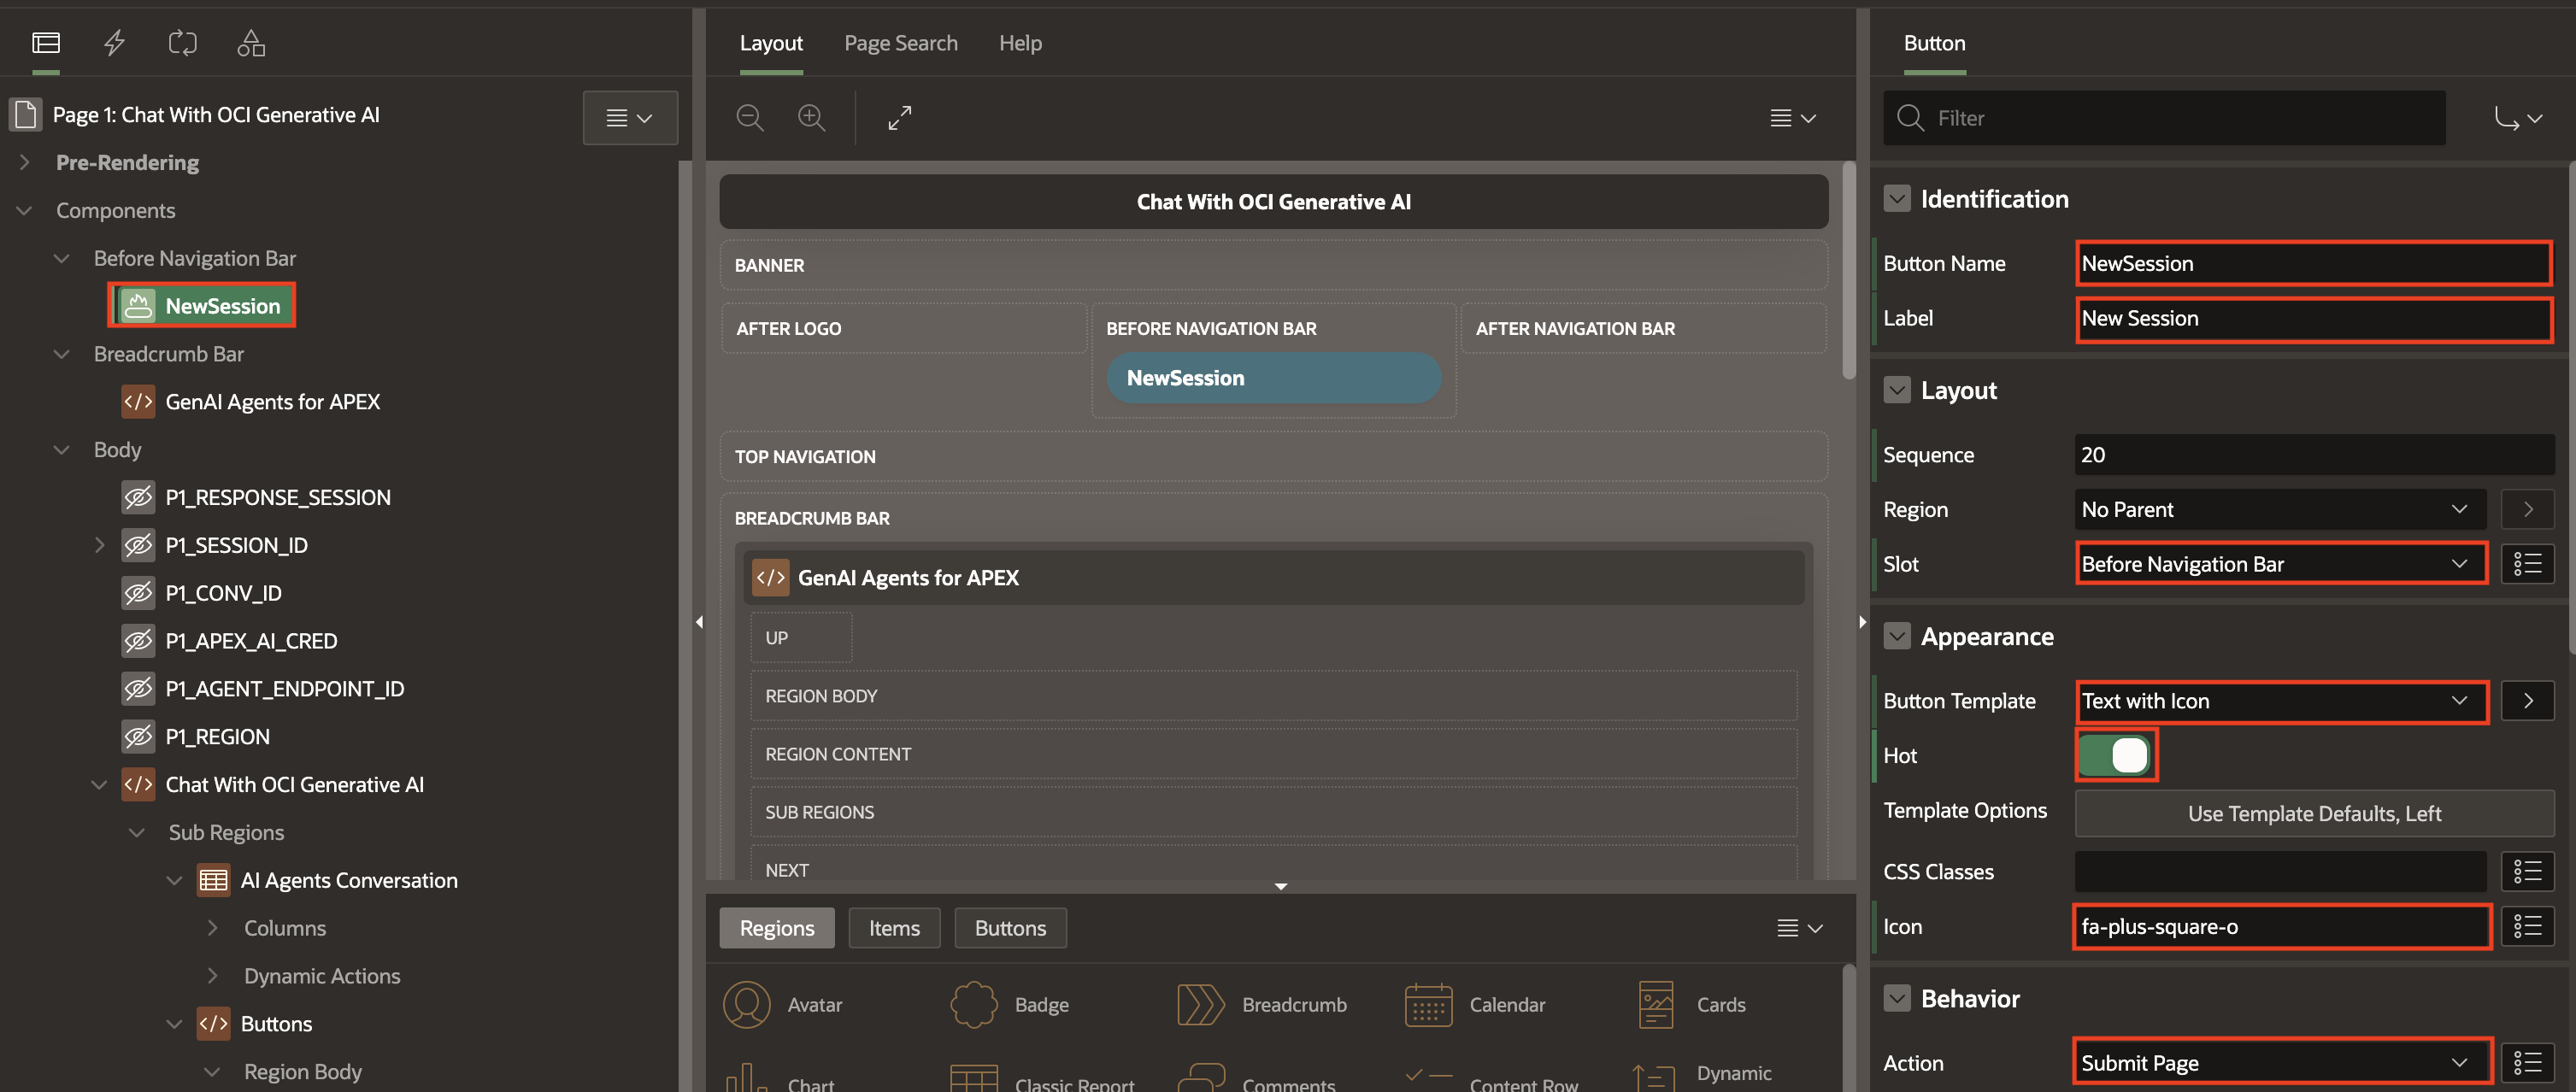 Page 1: Chat With OCI Generative AI
Pre-Rendering
Components
Before Navigation Bar
NewSession
Breadcrumb Bar
GenAI Agents for APEX
Body
P1_RESPONSE_SESSION
P1_SESSION_ID
P1_CONV_ID
P1_APEX_AI_CRED
P1_AGENT_ENDPOINT_ID
P1_REGION
Chat With OCI Generative AI
Sub Regions
AI Agents Conversation
Columns
Dynamic Actions
Buttons
Region Body
Layout Page Search Help
Chat With OCI Generative AI
BANNER
AFTER LOGO
BEFORE NAVIGATION BAR
NewSession
AFTER NAVIGATION BAR
TOP NAVIGATION
BREADCRUMB BAR
GenAI Agents for APEX
UP
REGION BODY
REGION CONTENT
SUB REGIONS
NEXT
Regions Items Buttons
Avatar Badge Breadcrumb Calendar Cards
Chart Classic Report Comments Content Row Dynamic
Button
Filter
Identification
Button Name NewSession
Label New Session
Layout
Sequence 20
Region No Parent
Slot Before Navigation Bar
Appearance
Button Template Text with Icon
Hot
Template Options Use Template Defaults, Left
CSS Classes
Icon fa-plus-square-o
Behavior
Action Submit Page